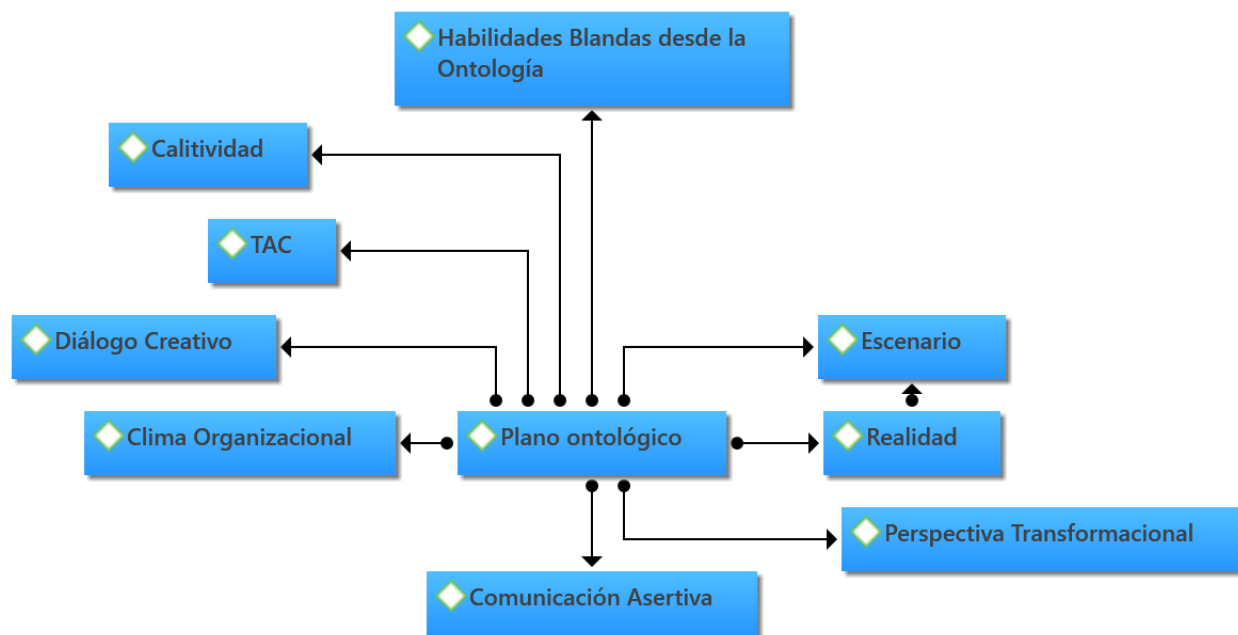 Habilidades Blandas desde la
Ontología
Calitividad
TAC
Diálogo Creativo
Escenario
Clima Organizacional
Plano ontológico
Realidad
Perspectiva Transformacional
Comunicación Asertiva